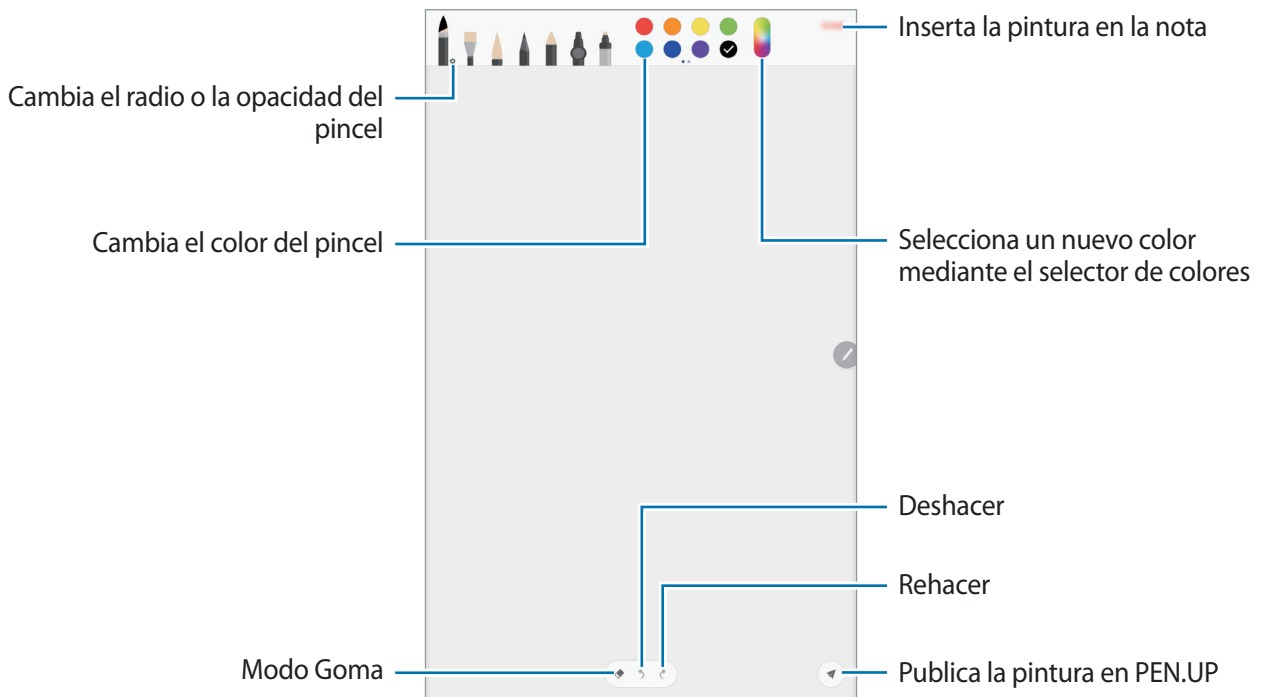 Inserta la pintura en la nota
Cambia el radio o la opacidad del
pincel
Cambia el color del pincel
Selecciona un nuevo color
mediante el selector de colores
Deshacer
Rehacer
Modo Goma
Publica la pintura en PEN.UP